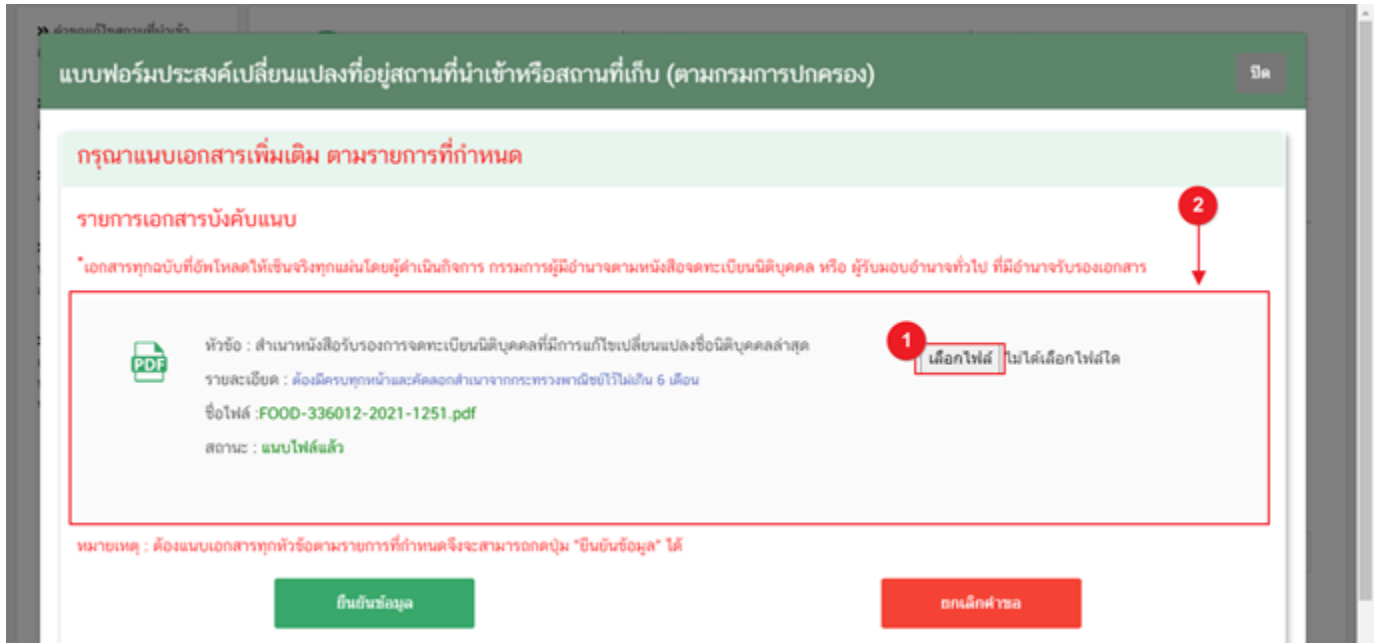 คำขอแก้ไขสถานที่นำเข้า
แบบฟอร์มประสงค์เปลี่ยนแปลงที่อยู่สถานที่นำเข้าหรือสถานที่เก็บ (ตามกรมการปกครอง)
ปิด
กรุณาแนบเอกสารเพิ่มเติม ตามรายการที่กำหนด
รายการเอกสารบังคับแนบ
2
*เอกสารทุกฉบับที่อัพโหลดให้เซ็นจริงทุกแผ่นโดยผู้ดำเนินกิจการ กรรมการผู้มีอำนาจตามหนังสือจดทะเบียนนิติบุคคล หรือ ผู้รับมอบอำนาจทั่วไป ที่มีอำนาจรับรองเอกสาร
1
PDF
หัวข้อ : สำเนาหนังสือรับรองการจดทะเบียนนิติบุคคลที่มีการแก้ไขเปลี่ยนแปลงชื่อนิติบุคคลล่าสุด
เลือกไฟล์ ไม่ได้เลือกไฟล์ใด
รายละเอียด : ต้องมีครบทุกหน้าและคัดลอกสำเนาจากกระทรวงพาณิชย์ไว้ไม่เกิน 6 เดือน
ชื่อไฟล์ :FOOD-336012-2021-1251.pdf
สถานะ : แนบไฟล์แล้ว
หมายเหตุ : ต้องแนบเอกสารทุกหัวข้อตามรายการที่กำหนดจึงจะสามารถกดปุ่ม "ยืนยันข้อมูล" ได้
ยืนยันข้อมูล
ยกเลิกคำขอ